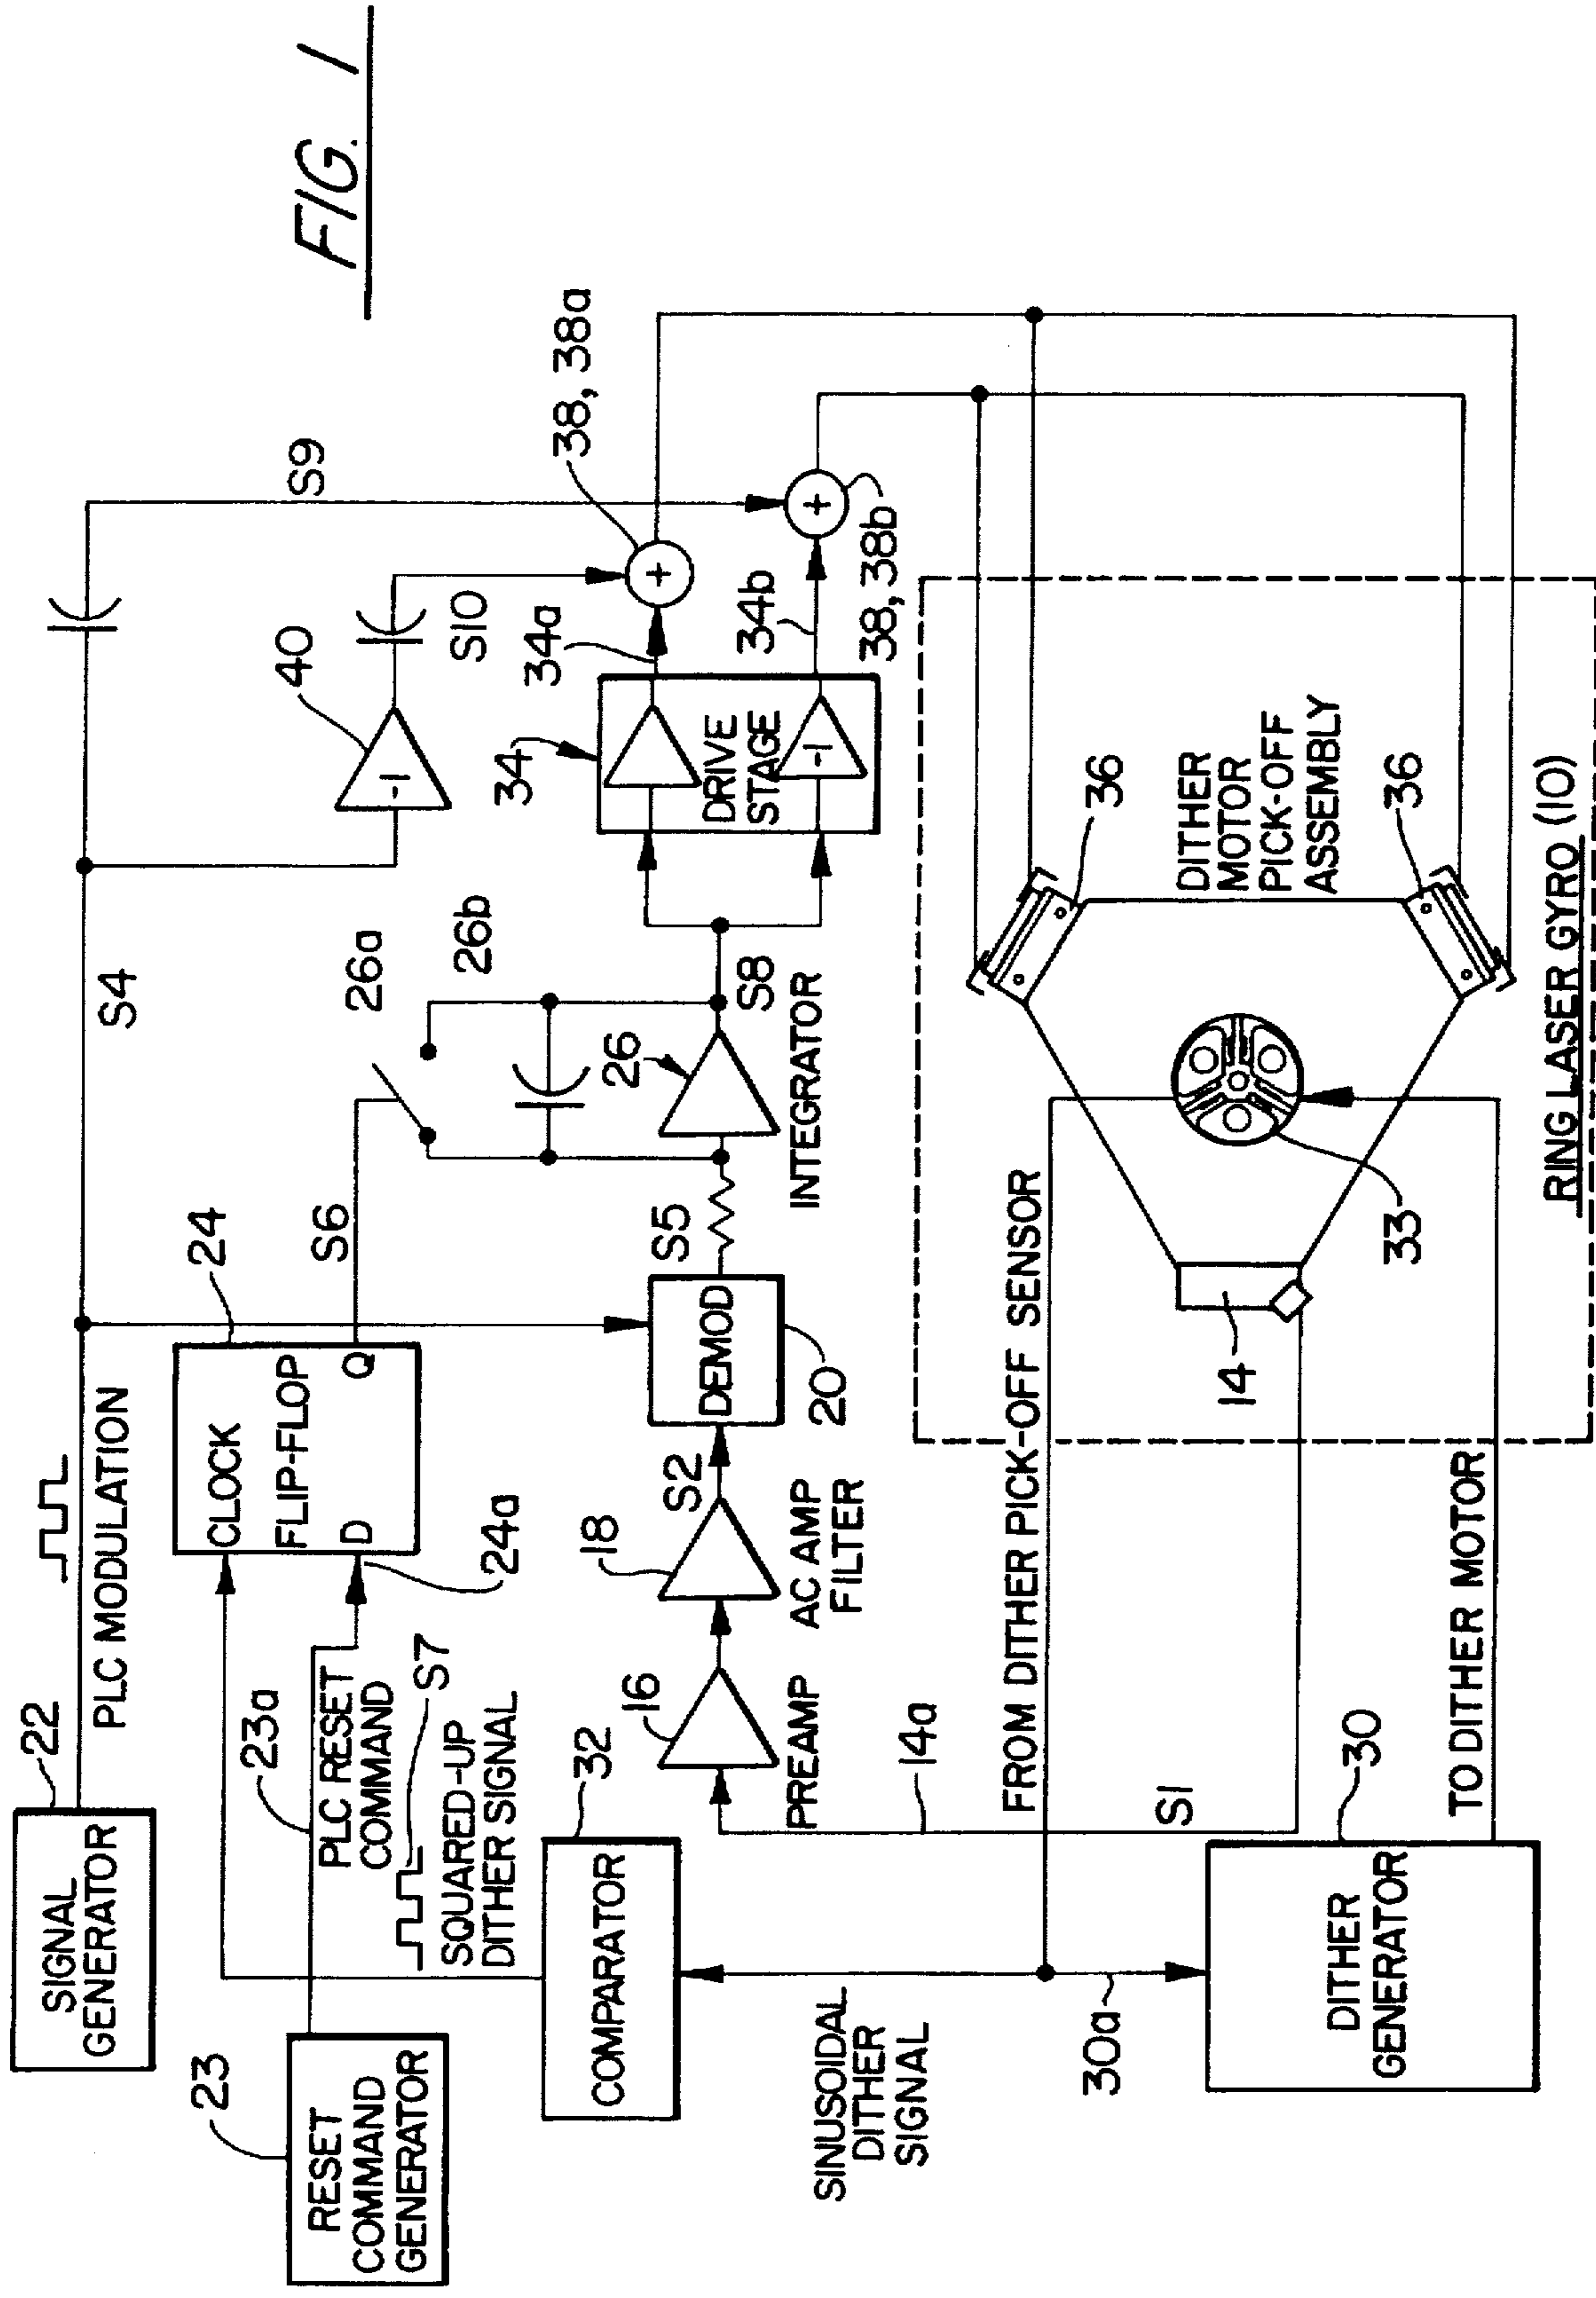 FIG. 1
22
SIGNAL
GENERATOR
PLC MODULATION
S4
S9
23
RESET
COMMAND
GENERATOR
23a
PLC RESET
COMMAND
S7
SQUARED-UP
DITHER SIGNAL
24
CLOCK
FLIP-FLOP
D
Q
24a
S6
26a
26b
40
-1
S10
38, 38a
+
32
COMPARATOR
16
PREAMP
18
AC AMP
FILTER
S2
DEMOD
20
S5
26
INTEGRATOR
S8
34
DRIVE
STAGE
-1
34a
34b
+
38, 38b
14a
S1
SINUSOIDAL
DITHER
SIGNAL
30a
FROM DITHER PICK-OFF SENSOR
30
DITHER
GENERATOR
TO DITHER MOTOR
14
33
36
DITHER
MOTOR
PICK-OFF
ASSEMBLY
36
RING LASER GYRO (10)